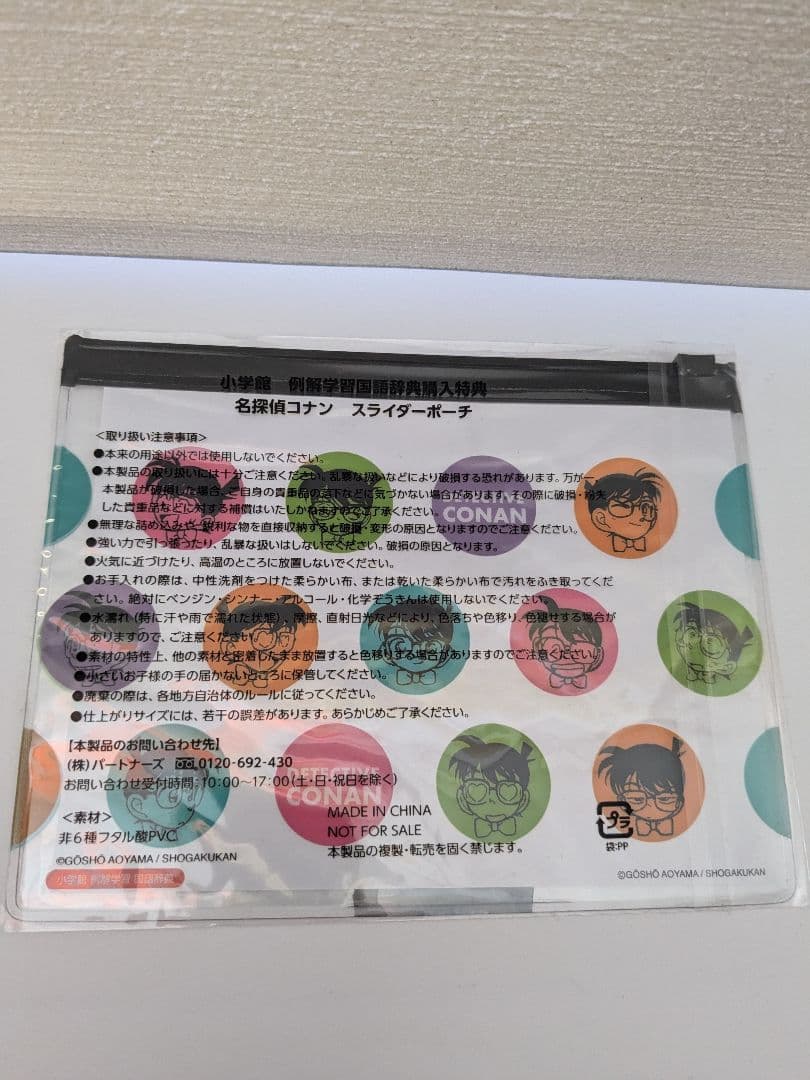 小学館 例解学習国語辞典購入特典
名探偵コナン スライダーポーチ
＜取り扱い注意事項＞
●本来の用途以外では使用しないでください。
●本製品の取り扱いには十分ご注意ください。乱暴な扱いなどにより破損する恐れがあります。万が一
本製品が破損した場合、ご自身の貴重品の落下などに気づかない場合があります。その際に破損・紛失
した貴重品などに対する補償はいたしかねますのでご了承ください。
CONAN
●無理な詰め込みや、鋭利な物を直接収納すると破損・変形の原因となりますのでご注意ください。
●強い力で引っ張ったり、乱暴な扱いはしないでください。破損の原因となります。
●火気に近づけたり、高温のところに放置しないでください。
●お手入れの際は、中性洗剤をつけた柔らかい布、または乾いた柔らかい布で汚れをふき取ってくだ
さい。絶対にベンジン・シンナー・アルコール・化学ぞうきんは使用しないでください。
●水濡れ（特に汗や雨で濡れた状態）、摩擦、直射日光などにより、色落ちや色移り、色褪せする場合が
ありますので、ご注意ください。
●素材の特性上、他の素材と密着したまま放置すると色移りする場合がありますのでご注意ください。
●小さいお子様の手の届かないところに保管してください。
●廃棄の際は、各地方自治体のルールに従ってください。
●仕上がりサイズには、若干の誤差があります。あらかじめご了承ください。
【本製品のお問い合わせ先】
（株）パートナーズ 0120-692-430
お問い合わせ受付時間：10:00～17:00（土・日・祝日を除く）
DETECTIVE
CONAN
＜素材＞
非6種フタル酸PVC
MADE IN CHINA
NOT FOR SALE
本製品の複製・転売を固く禁じます。
プラ
袋:PP
©GOSHO AOYAMA / SHOGAKUKAN
小学館 例解学習 国語辞典
©GOSHO AOYAMA / SHOGAKUKAN